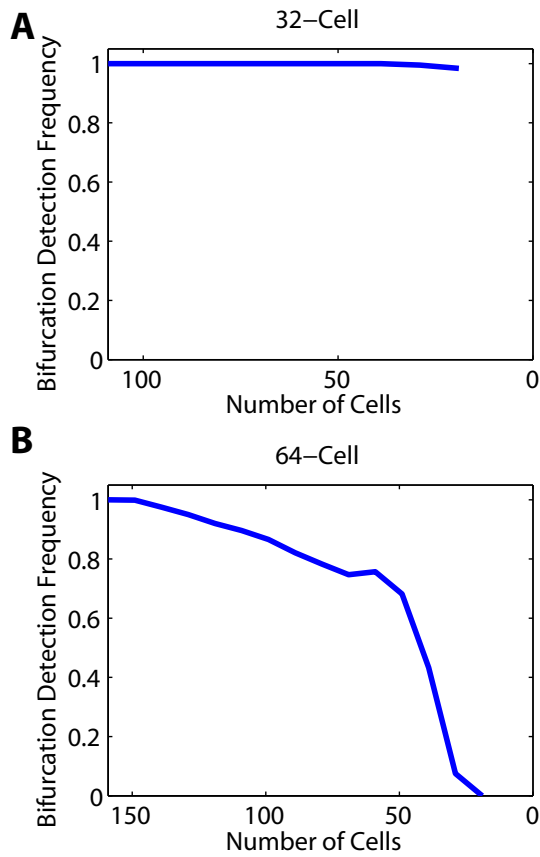 A
32−Cell
Bifurcation Detection Frequency
1
0.8
0.6
0.4
0.2
0
100 50 0
Number of Cells
B
64−Cell
Bifurcation Detection Frequency
1
0.8
0.6
0.4
0.2
0
150 100 50 0
Number of Cells